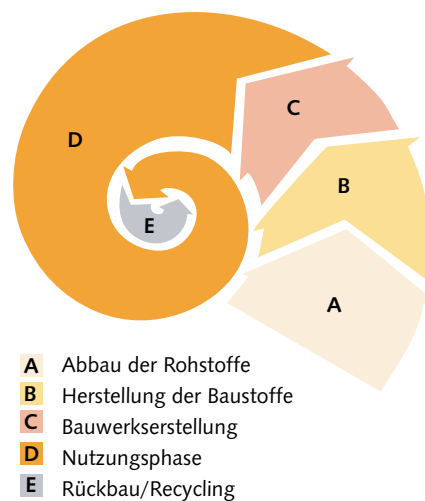 C
D
B
E
A
A Abbau der Rohstoffe
B Herstellung der Baustoffe
C Bauwerkserstellung
D Nutzungsphase
E Rückbau/Recycling